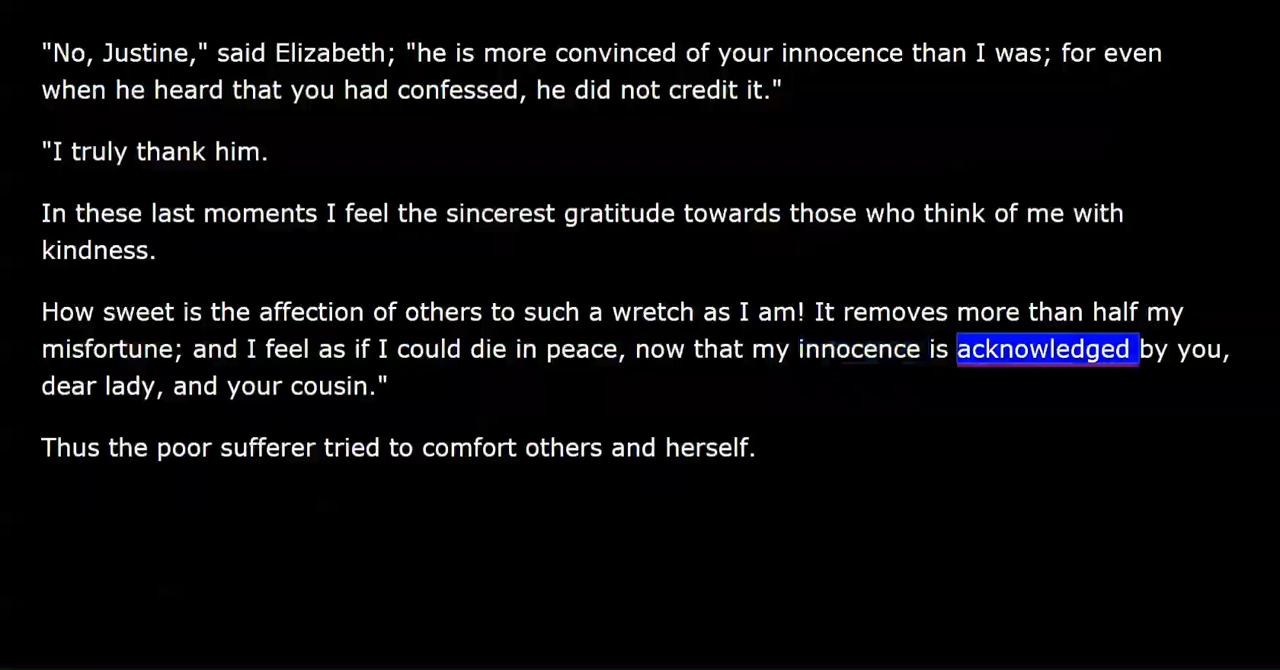 "No, Justine," said Elizabeth; "he is more convinced of your innocence than I was; for even
when he heard that you had confessed, he did not credit it."
"I truly thank him.
In these last moments I feel the sincerest gratitude towards those who think of me with
kindness.
How sweet is the affection of others to such a wretch as I am! It removes more than half my
misfortune; and I feel as if I could die in peace, now that my innocence is acknowledged by you,
dear lady, and your cousin."
Thus the poor sufferer tried to comfort others and herself.